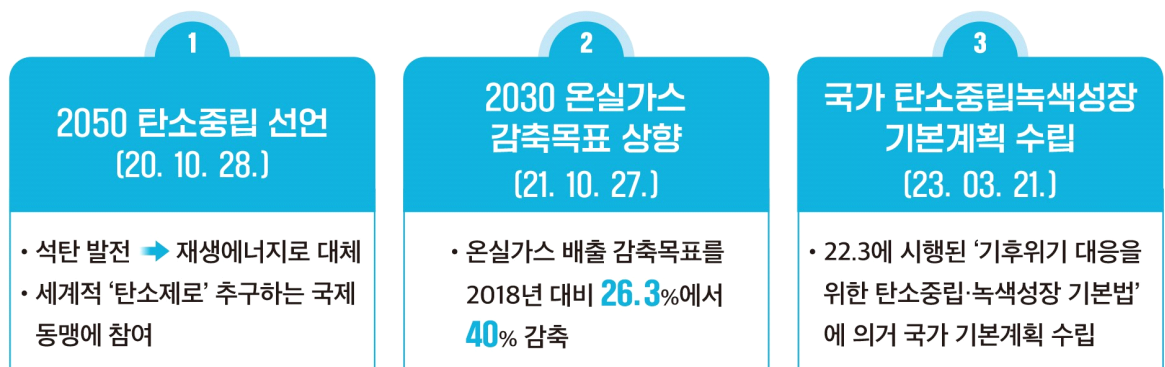 1
2050 탄소중립 선언
(20. 10. 28.)
• 석탄 발전 ➡ 재생에너지로 대체
• 세계적 ‘탄소제로’ 추구하는 국제
동맹에 참여
2
2030 온실가스
감축목표 상향
(21. 10. 27.)
• 온실가스 배출 감축목표를
2018년 대비 26.3%에서
40% 감축
3
국가 탄소중립녹색성장
기본계획 수립
(23. 03. 21.)
• 22.3에 시행된 ‘기후위기 대응을
위한 탄소중립·녹색성장 기본법’
에 의거 국가 기본계획 수립